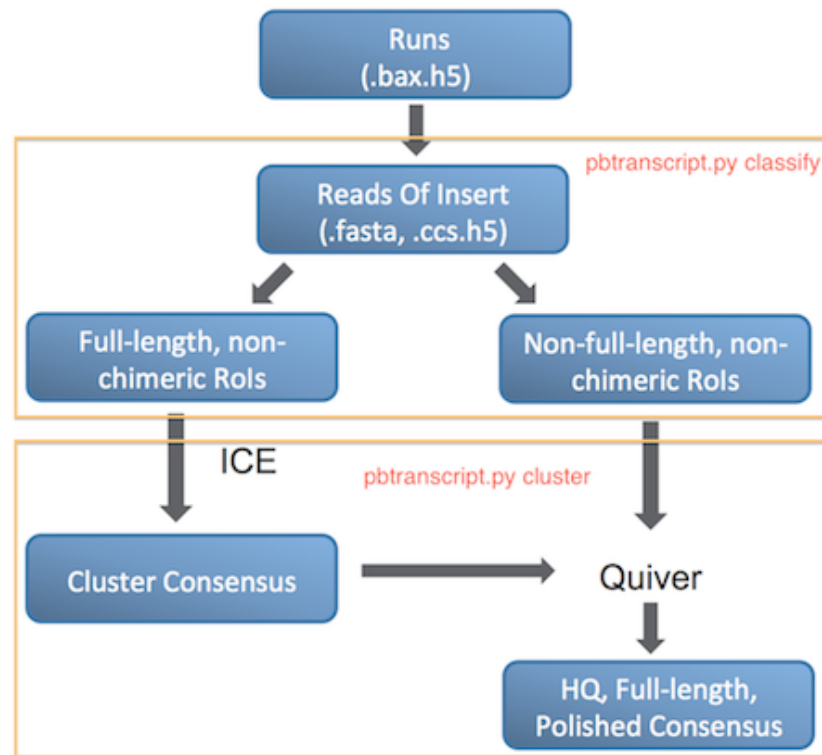 Runs
(.bax.h5)
pbtranscript.py classify
Reads Of Insert
(.fasta, .ccs.h5)
Full-length, non-
chimeric RoIs
Non-full-length, non-
chimeric RoIs
ICE
pbtranscript.py cluster
Cluster Consensus
Quiver
HQ, Full-length,
Polished Consensus